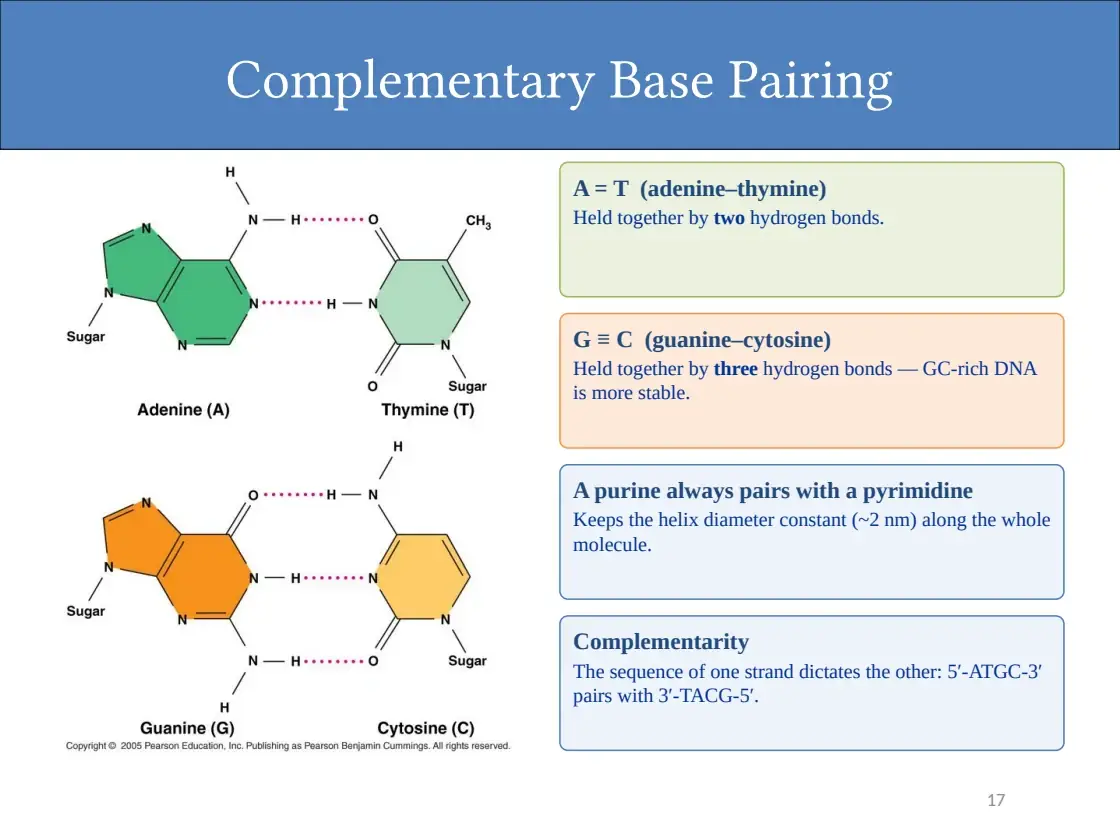 Complementary Base Pairing
H
N H O CH3
N
N
N H N
Sugar
N N
O Sugar
Adenine (A) Thymine (T)
H
O H N
N
N
N H N
Sugar
N N
N H O Sugar
H
Guanine (G) Cytosine (C)
Copyright © 2005 Pearson Education, Inc. Publishing as Pearson Benjamin Cummings. All rights reserved.
A = T (adenine–thymine)
Held together by two hydrogen bonds.
G ≡ C (guanine–cytosine)
Held together by three hydrogen bonds — GC-rich DNA
is more stable.
A purine always pairs with a pyrimidine
Keeps the helix diameter constant (~2 nm) along the whole
molecule.
Complementarity
The sequence of one strand dictates the other: 5′-ATGC-3′
pairs with 3′-TACG-5′.
17